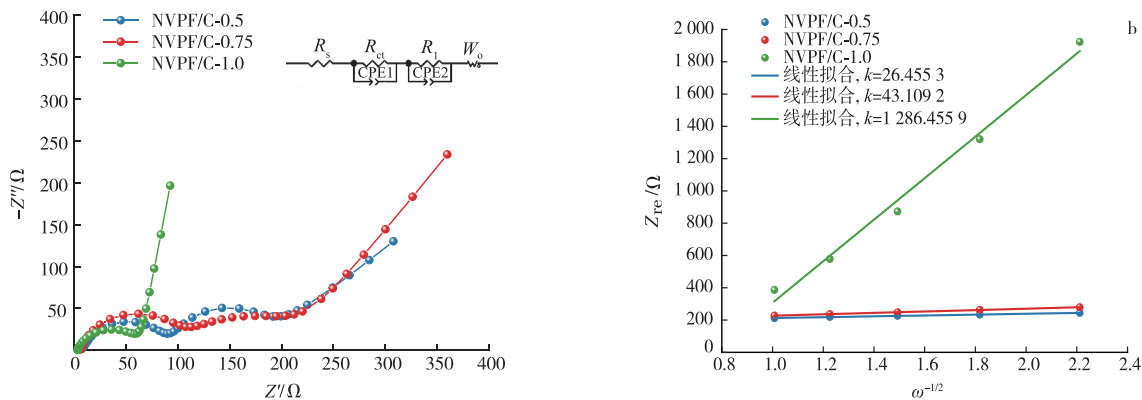 −400
−350
−300
−250
−200
−150
−100
−50
0
50
100
150
200
250
300
350
400
−Z″/Ω
Z′/Ω
NVPF/C-0.5
NVPF/C-0.75
NVPF/C-1.0
Rs Rct R1 Wo
CPE1 CPE2
b
2 000
1 800
1 600
1 400
1 200
1 000
800
600
400
200
0
0.8 1.0 1.2 1.4 1.6 1.8 2.0 2.2 2.4
Zre/Ω
ω−1/2
NVPF/C-0.5
NVPF/C-0.75
NVPF/C-1.0
线性拟合, k=26.455 3
线性拟合, k=43.109 2
线性拟合, k=1 286.455 9